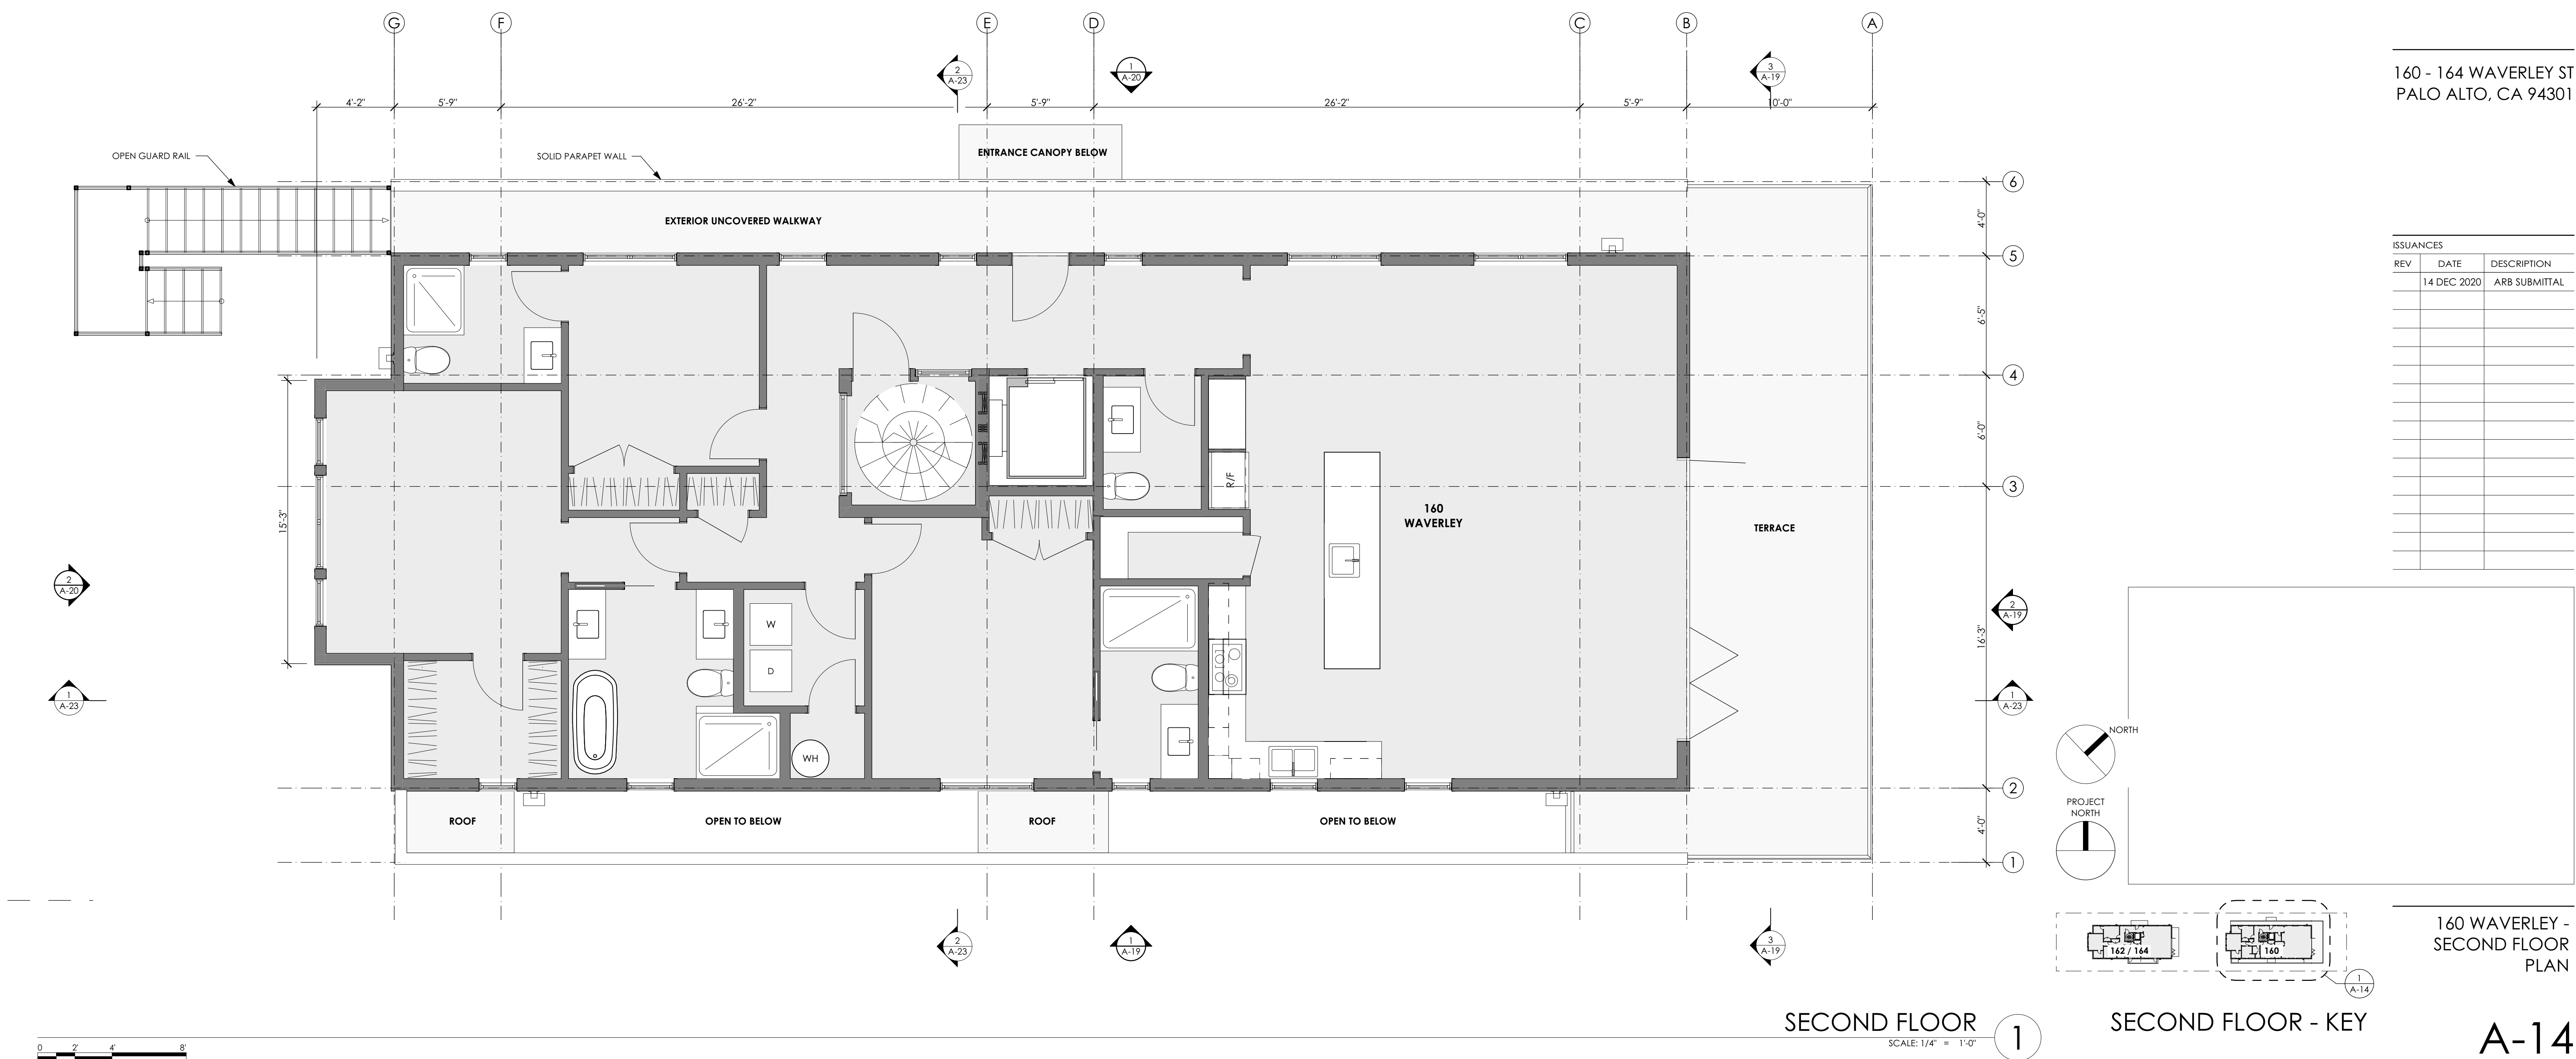 G
F
E
D
C
B
A
2
A-23
1
A-20
3
A-19
160 - 164 WAVERLEY ST
PALO ALTO, CA 94301
4'-2"
5'-9"
26'-2"
5'-9"
26'-2"
5'-9"
10'-0"
OPEN GUARD RAIL
SOLID PARAPET WALL
ENTRANCE CANOPY BELOW
6
EXTERIOR UNCOVERED WALKWAY
4'-0"
5
ISSUANCES
REV DATE DESCRIPTION
14 DEC 2020 ARB SUBMITTAL
6'-5"
4
6'-0"
R/F
3
15'-3"
160
WAVERLEY
TERRACE
2
A-20
2
A-19
W
16'-3"
D
1
A-23
1
A-23
NORTH
WH
2
PROJECT
NORTH
ROOF
OPEN TO BELOW
ROOF
OPEN TO BELOW
4'-0"
1
2
A-23
1
A-19
3
A-19
162 / 164
160
1
A-14
160 WAVERLEY -
SECOND FLOOR
PLAN
SECOND FLOOR
1
SCALE: 1/4" = 1'-0"
SECOND FLOOR - KEY
A-14
0 2' 4' 8'